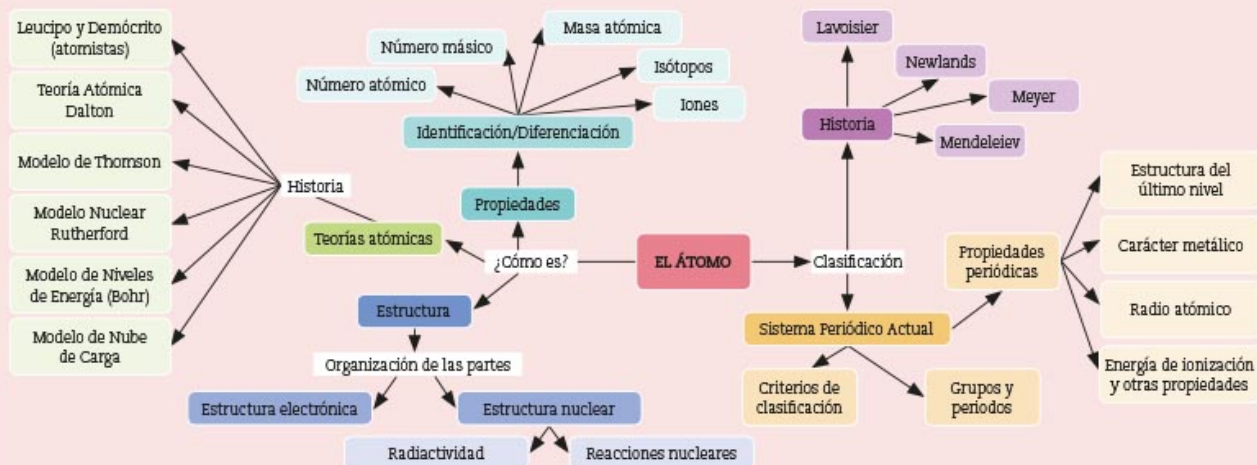 Leucipo y Demócrito
(atomistas)
Teoría Atómica
Dalton
Modelo de Thomson
Modelo Nuclear
Rutherford
Modelo de Niveles
de Energía (Bohr)
Modelo de Nube
de Carga
Historia
Teorías atómicas
Número atómico
Número másico
Masa atómica
Isótopos
Iones
Identificación/Diferenciación
Propiedades
¿Cómo es?
EL ÁTOMO
Estructura
Organización de las partes
Estructura electrónica
Estructura nuclear
Radiactividad
Reacciones nucleares
Lavoisier
Newlands
Meyer
Mendeleiev
Historia
Clasificación
Sistema Periódico Actual
Criterios de
clasificación
Grupos y
periodos
Propiedades
periódicas
Estructura del
último nivel
Carácter metálico
Radio atómico
Energía de ionización
y otras propiedades